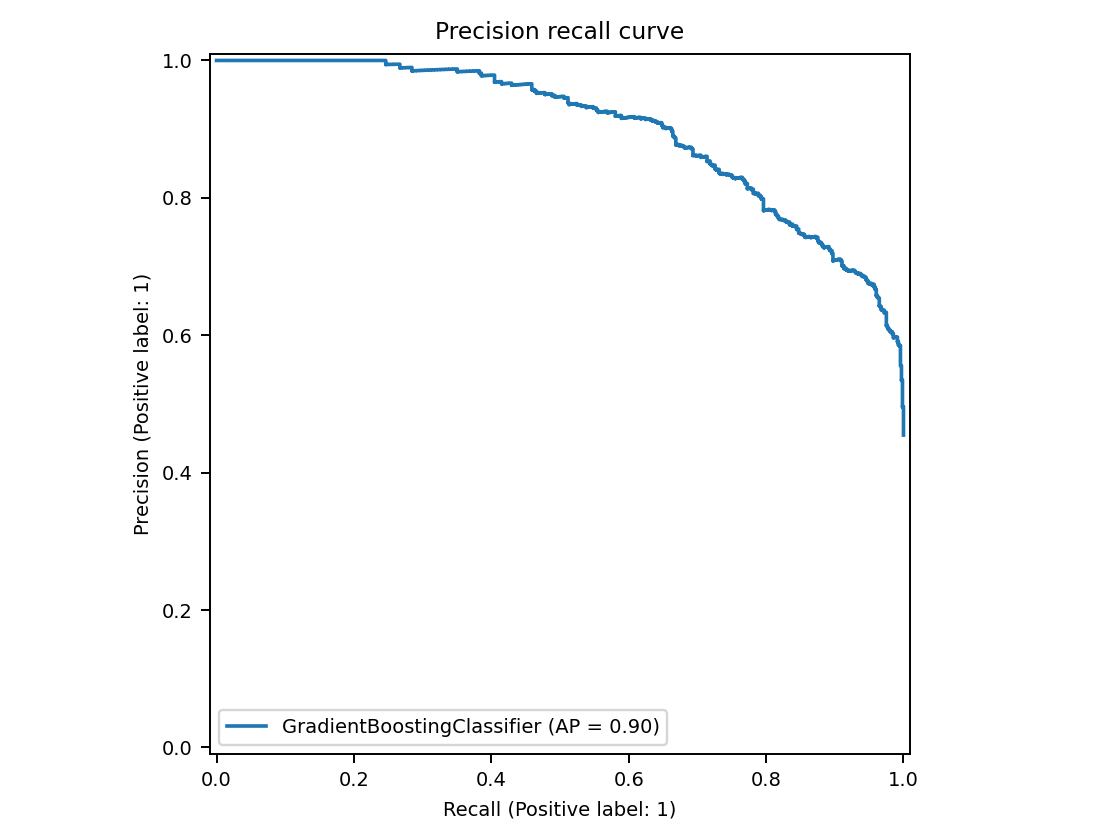 Precision recall curve
1.0
0.8
0.6
0.4
0.2
0.0
Precision (Positive label: 1)
GradientBoostingClassifier (AP = 0.90)
0.0 0.2 0.4 0.6 0.8 1.0
Recall (Positive label: 1)